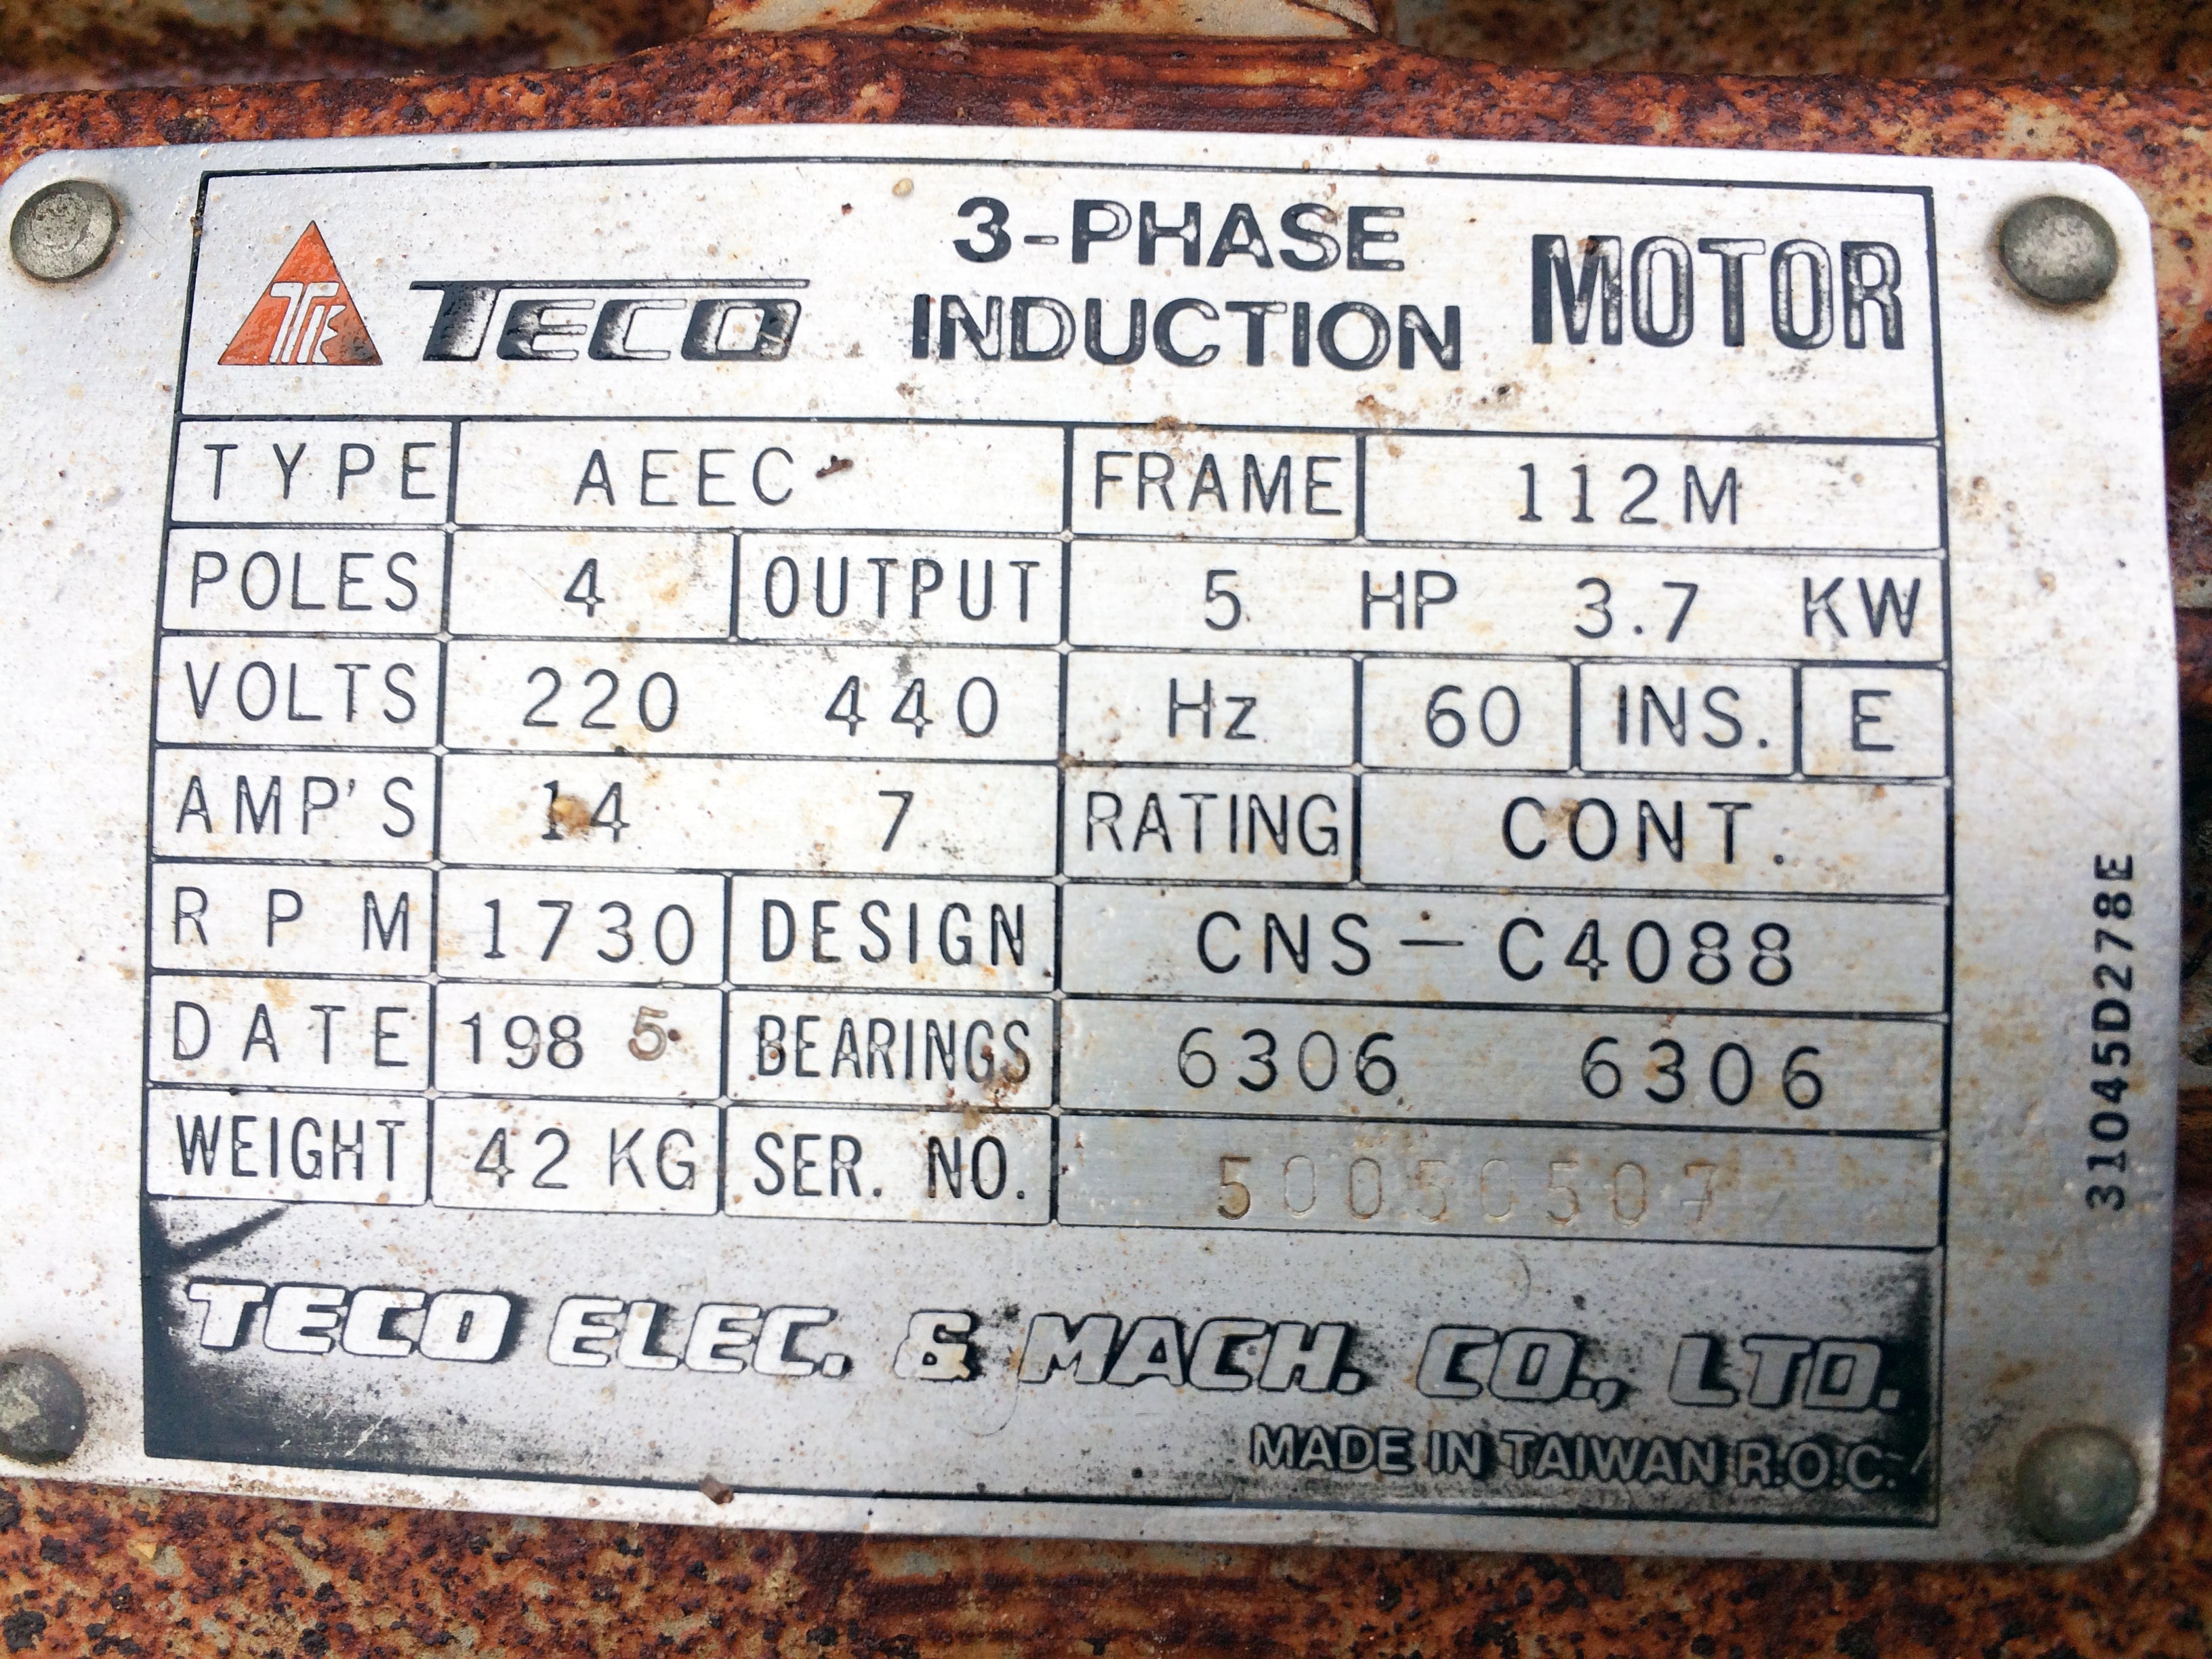 TECO 3-PHASE INDUCTION MOTOR
TYPE AEEC FRAME 112M
POLES 4 OUTPUT 5 HP 3.7 KW
VOLTS 220 440 Hz 60 INS. E
AMP'S 14 7 RATING CONT.
RPM 1730 DESIGN CNS-C4088
DATE 1985 BEARINGS 6306 6306
WEIGHT 42 KG SER. NO.
TECO ELEC. & MACH. CO., LTD.
MADE IN TAIWAN R.O.C.
31045D278E